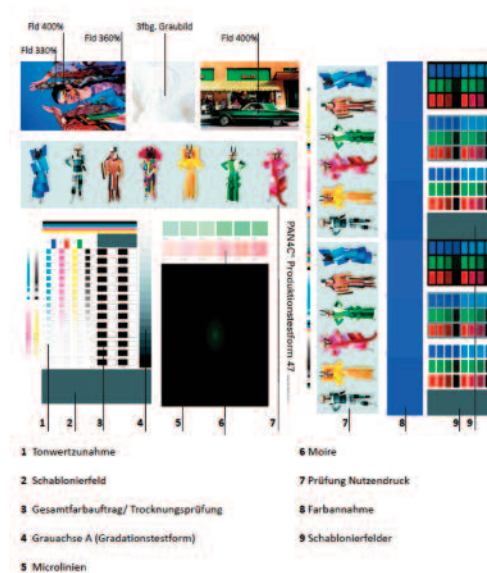 Fld 400%
3fbg. Graubild
Fld 360%
Fld 400%
Fld 330%
PAN4C® Produktionstestform 47
1 2 3 4 5 6 7 7 8 9 9
1 Tonwertzunahme
2 Schablonierfeld
3 Gesamtfarbauftrag/ Trocknungsprüfung
4 Grauachse A (Gradationstestform)
5 Microlinien
6 Moire
7 Prüfung Nutzendruck
8 Farbannahme
9 Schablonierfelder